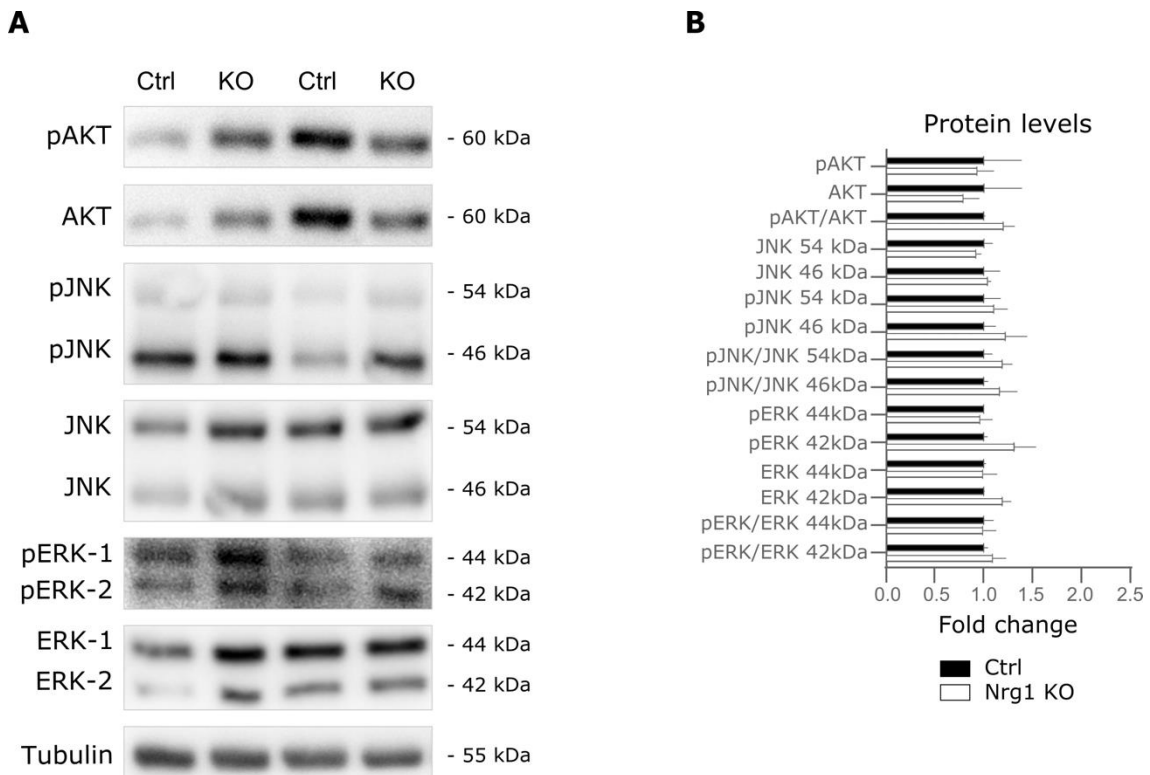 A
Ctrl KO Ctrl KO
pAKT - 60 kDa
AKT - 60 kDa
pJNK - 54 kDa
pJNK - 46 kDa
JNK - 54 kDa
JNK - 46 kDa
pERK-1 - 44 kDa
pERK-2 - 42 kDa
ERK-1 - 44 kDa
ERK-2 - 42 kDa
Tubulin - 55 kDa
B
Protein levels
pAKT
AKT
pAKT/AKT
JNK 54 kDa
JNK 46 kDa
pJNK 54 kDa
pJNK 46 kDa
pJNK/JNK 54kDa
pJNK/JNK 46kDa
pERK 44kDa
pERK 42kDa
ERK 44kDa
ERK 42kDa
pERK/ERK 44kDa
pERK/ERK 42kDa
0.0 0.5 1.0 1.5 2.0 2.5
Fold change
Ctrl
Nrg1 KO